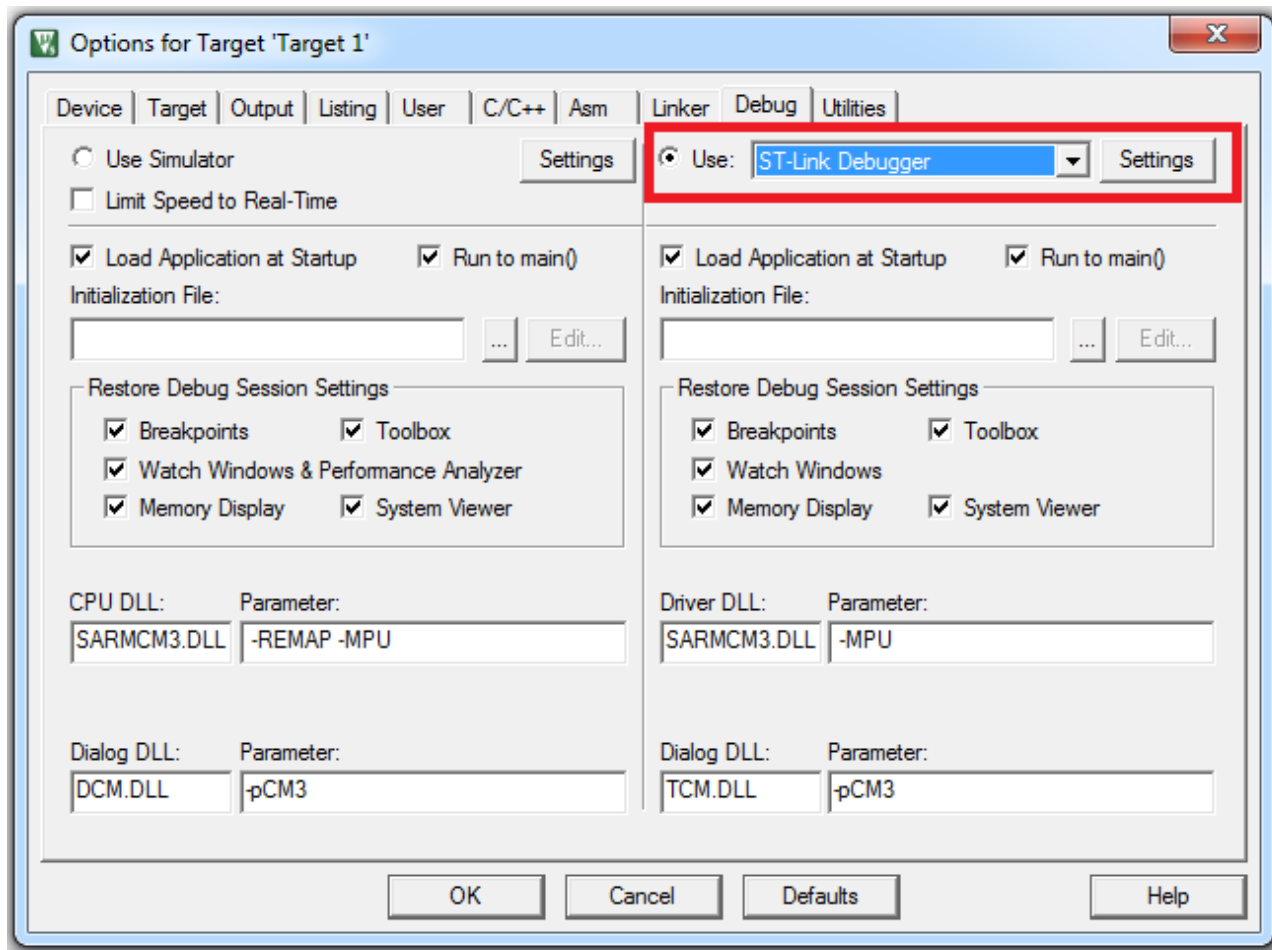 Options for Target 'Target 1'
Device Target Output Listing User C/C++ Asm Linker Debug Utilities
Use Simulator Settings
Limit Speed to Real-Time
Use: ST-Link Debugger Settings
Load Application at Startup Run to main()
Initialization File:
... Edit...
Restore Debug Session Settings
Breakpoints Toolbox
Watch Windows & Performance Analyzer
Memory Display System Viewer
CPU DLL: Parameter:
SARMCM3.DLL -REMAP -MPU
Dialog DLL: Parameter:
DCM.DLL -pCM3
Load Application at Startup Run to main()
Initialization File:
... Edit...
Restore Debug Session Settings
Breakpoints Toolbox
Watch Windows
Memory Display System Viewer
Driver DLL: Parameter:
SARMCM3.DLL -MPU
Dialog DLL: Parameter:
TCM.DLL -pCM3
OK Cancel Defaults Help